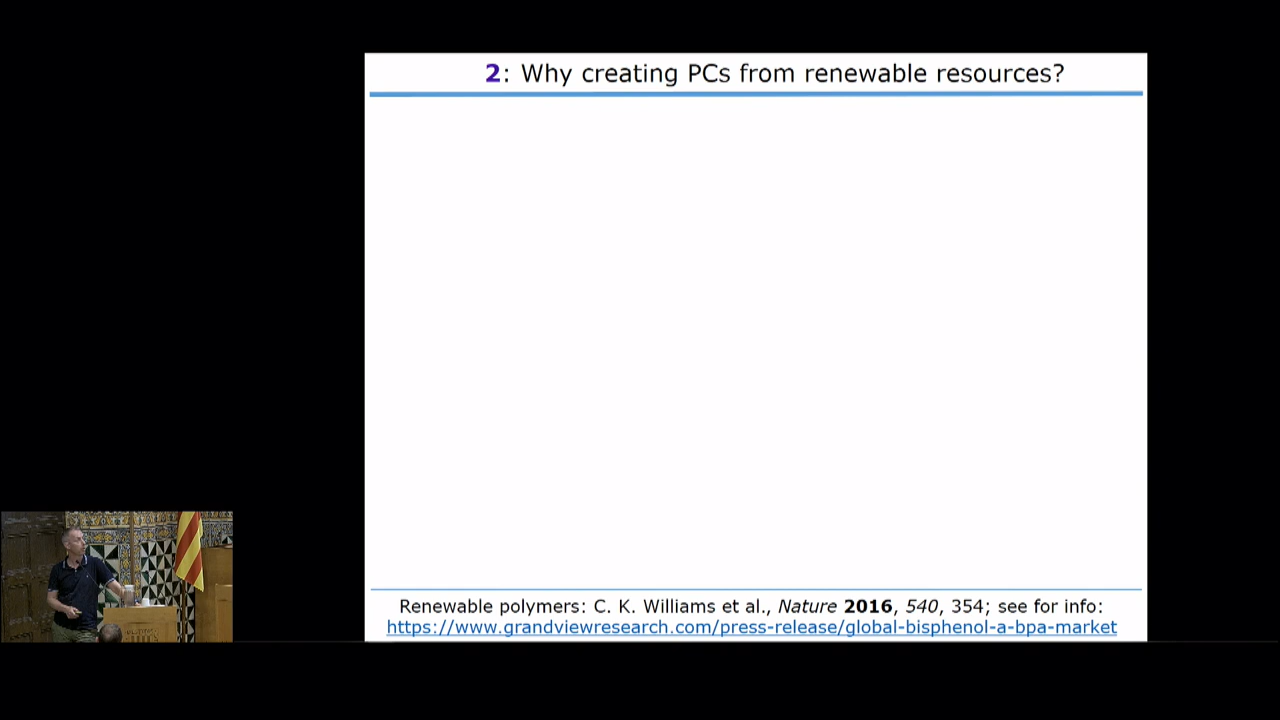 2: Why creating PCs from renewable resources?
Renewable polymers: C. K. Williams et al., Nature 2016, 540, 354; see for info:
https://www.grandviewresearch.com/press-release/global-bisphenol-a-bpa-market